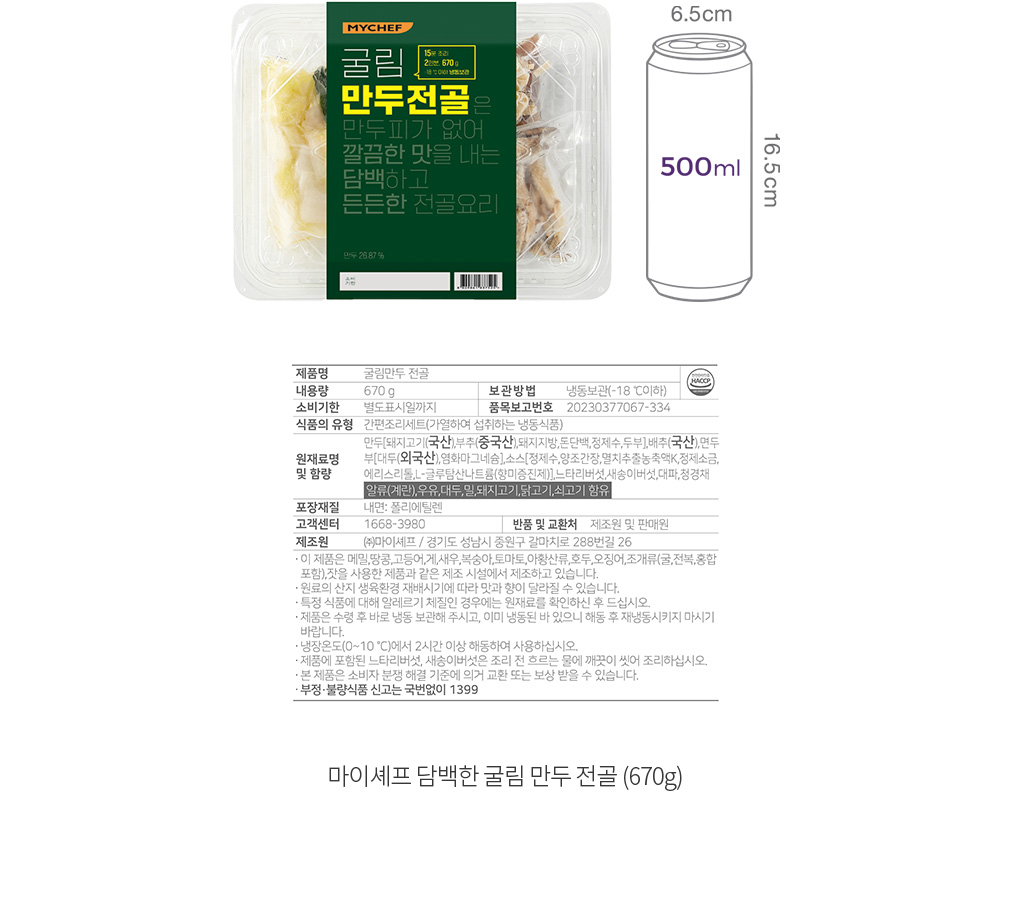 6.5cm
MYCHEF
15분 조리
2인분, 670 g
-18 ℃ 이하 냉동보관
굴림
만두전골은
만두피가 없어
깔끔한 맛을 내는
담백하고
든든한 전골요리
만두 26.87 %
소비
기한
500ml
16.5cm
제품명 굴림만두 전골
내용량 670 g 보관방법 냉동보관(-18 ℃이하)
HACCP
소비기한 별도표시일까지 품목보고번호 20230377067-334
식품의 유형 간편조리세트(가열하여 섭취하는 냉동식품)
원재료명 및 함량 만두[돼지고기(국산),부추(중국산),돼지지방,돈단백,정제수,두부],배추(국산),면두
부[대두(외국산),염화마그네슘],소스[정제수,양조간장,멸치추출농축액K,정제소금,
에리스리톨,L-글루탐산나트륨(향미증진제)],느타리버섯,새송이버섯,대파,청경채
알류(계란),우유,대두,밀,돼지고기,닭고기,쇠고기 함유
포장재질 내면: 폴리에틸렌
고객센터 1668-3980 반품 및 교환처 제조원 및 판매원
제조원 ㈜마이셰프 / 경기도 성남시 중원구 갈마치로 288번길 26
· 이 제품은 메밀,땅콩,고등어,게,새우,복숭아,토마토,아황산류,호두,오징어,조개류(굴,전복,홍합
포함),잣을 사용한 제품과 같은 제조 시설에서 제조하고 있습니다.
· 원료의 산지 생육환경 재배시기에 따라 맛과 향이 달라질 수 있습니다.
· 특정 식품에 대해 알레르기 체질인 경우에는 원재료를 확인하신 후 드십시오.
· 제품은 수령 후 바로 냉동 보관해 주시고, 이미 냉동된 바 있으니 해동 후 재냉동시키지 마시기
바랍니다.
· 냉장온도(0~10 ℃)에서 2시간 이상 해동하여 사용하십시오.
· 제품에 포함된 느타리버섯, 새송이버섯은 조리 전 흐르는 물에 깨끗이 씻어 조리하십시오.
· 본 제품은 소비자 분쟁 해결 기준에 의거 교환 또는 보상 받을 수 있습니다.
· 부정·불량식품 신고는 국번없이 1399
마이셰프 담백한 굴림 만두 전골 (670g)